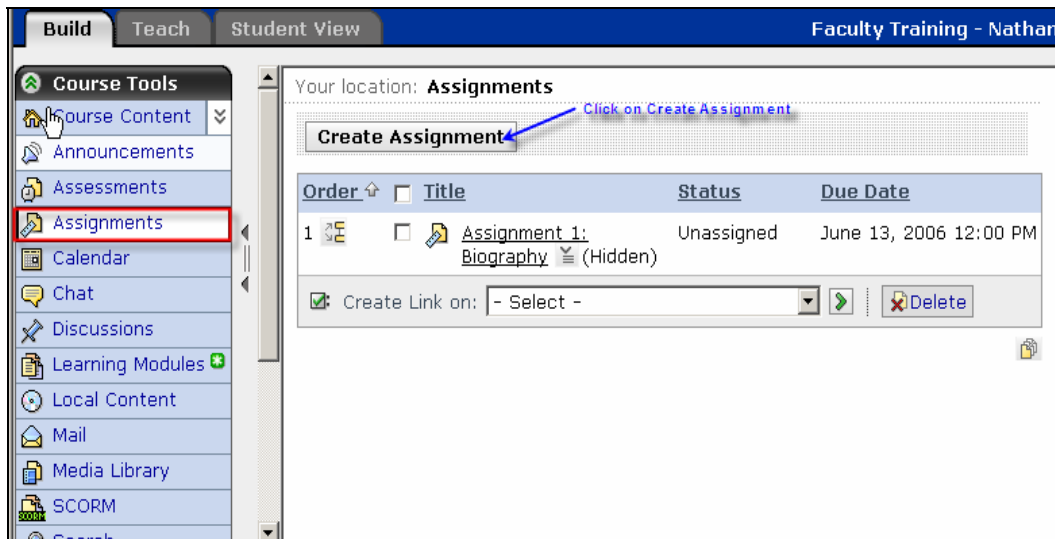 Build Teach Student View Faculty Training - Nathan
Course Tools
Course Content
Announcements
Assessments
Assignments
Calendar
Chat
Discussions
Learning Modules
Local Content
Mail
Media Library
SCORM
Search
Your location: Assignments
Click on Create Assignment
Create Assignment
Order Title Status Due Date
1 Assignment 1: Unassigned June 13, 2006 12:00 PM
Biography (Hidden)
Create Link on: - Select - Delete